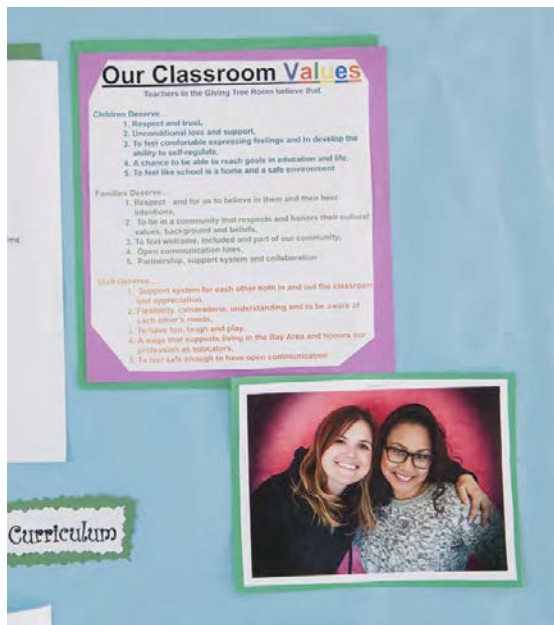 Our Classroom Values
Teachers in the Giving Tree Room believe that
Children Deserve...
1. Respect and trust,
2. Unconditional love and support,
3. To feel comfortable expressing feelings and to develop the
ability to self-regulate,
4. A chance to be able to reach goals in education and life,
5. To feel like school is a home and a safe environment
Families Deserve...
1. Respect - and for us to believe in them and their best
intentions,
2. To be in a community that respects and honors their cultural
values, background and beliefs,
3. To feel welcome, included and part of our community,
4. Open communication lines,
5. Partnership, support system and collaboration
Staff Deserve...
1. Support system for each other both in and out the classroom
and appreciation,
2. Flexibility, camaraderie, understanding and to be aware of
each other's needs,
3. To have fun, laugh and play,
4. A wage that supports living in the Bay Area and honors our
profession as educators,
5. To feel safe enough to have open communication
Curriculum